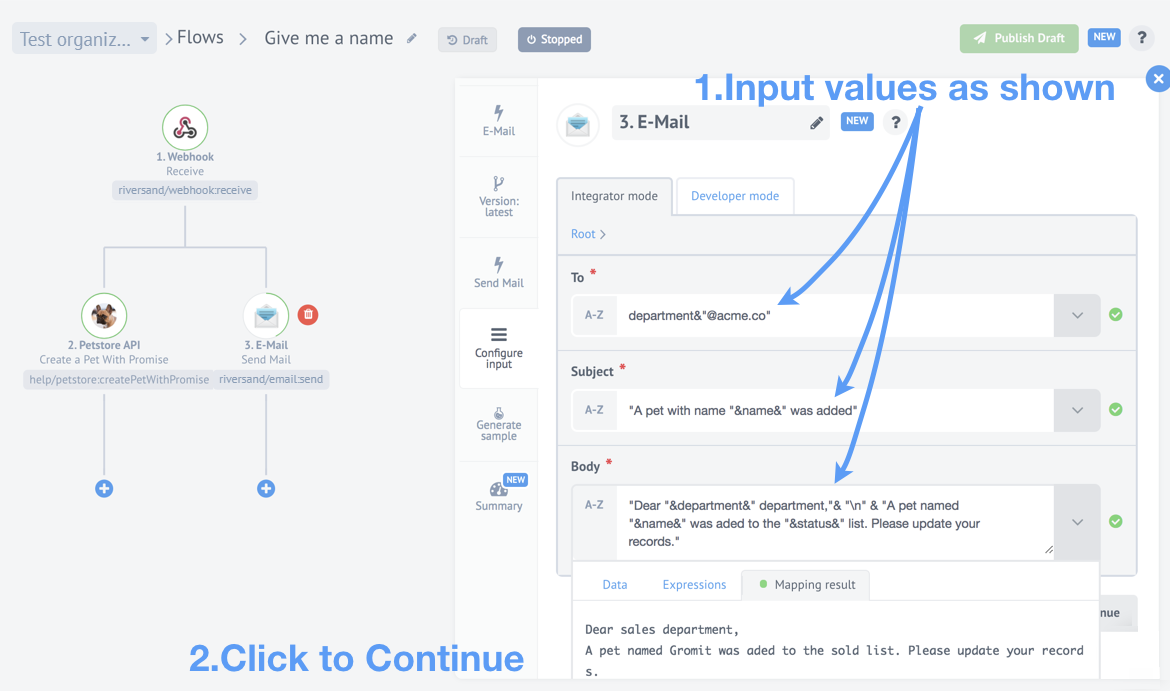 Test organiz...
Flows
Give me a name
Draft
Stopped
Publish Draft
NEW
?
1.Input values as shown
1. Webhook
Receive
riversand/webhook:receive
2. Petstore API
Create a Pet With Promise
help/petstore:createPetWithPromise
3. E-Mail
Send Mail
riversand/email:send
E-Mail
Version:
latest
Send Mail
Configure
input
Generate
sample
NEW
Summary
3. E-Mail
NEW
?
Integrator mode
Developer mode
Root >
To *
A-Z
department&"@acme.co"
Subject *
A-Z
"A pet with name "&name&" was added"
Body *
A-Z
"Dear "&department&" department,"& "\n" & "A pet named
"&name&" was aded to the "&status&" list. Please update your
records."
Data
Expressions
Mapping result
nue
Dear sales department,
A pet named Gromit was aded to the sold list. Please update your record
s.
2.Click to Continue